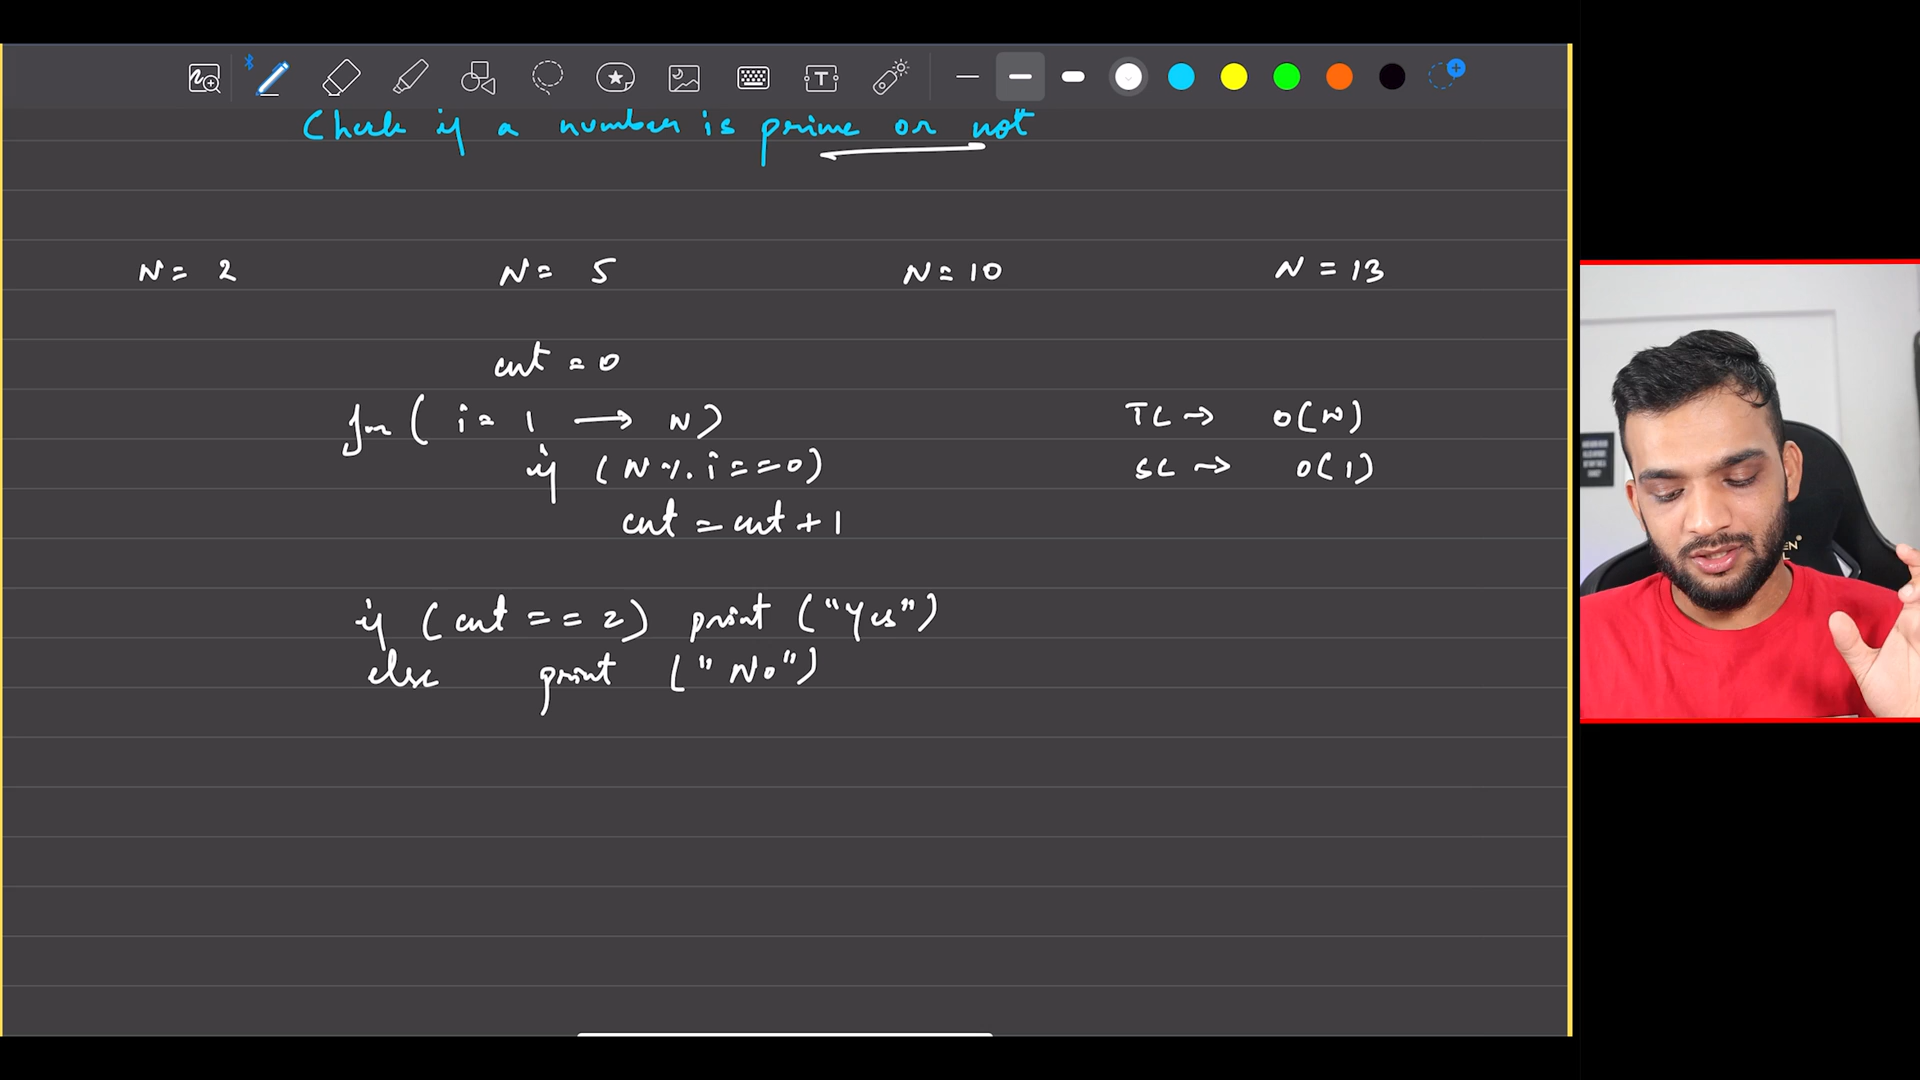 Check if a number is prime or not
N = 2 N = 5 N = 10 N = 13
cnt = 0
for ( i = 1 → N) TC → O(N)
if (N % i == 0) SC → O(1)
cnt = cnt + 1
if (cnt == 2) print ("Yes")
else print ("No")